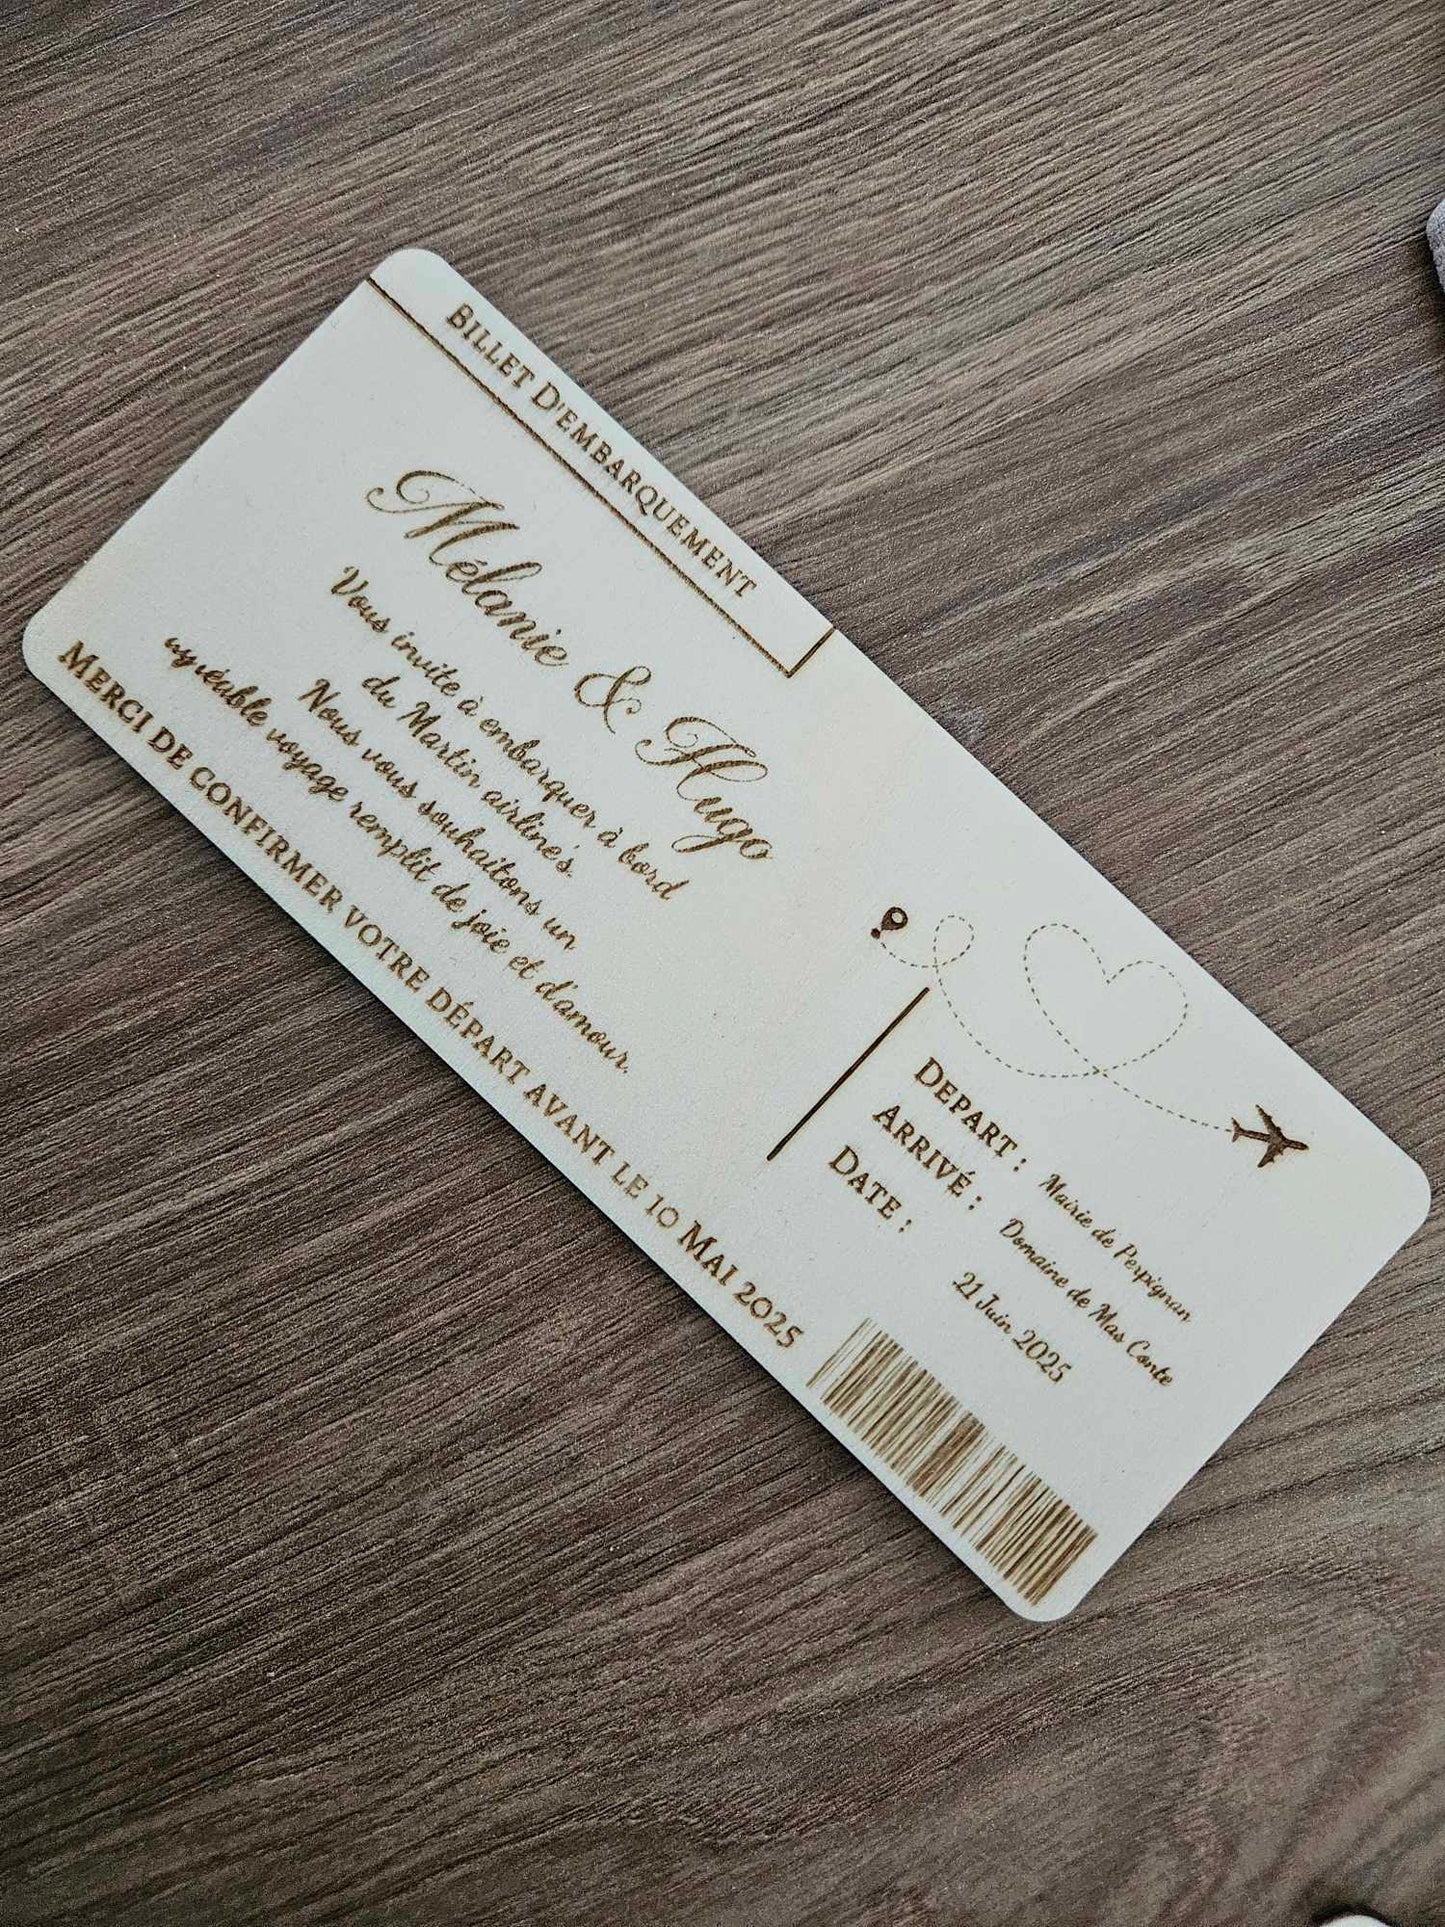 BILLET D'EMBARQUEMENT
Mélanie & Hugo
Vous invite à embarquer à bord
du Martin airline's.
Nous vous souhaitons un
agréable voyage remplit de joie et d'amour.
MERCI DE CONFIRMER VOTRE DÉPART AVANT LE 10 MAI 2025
DEPART : Mairie de Perpignan
ARRIVÉ : Domaine de Mas Conte
DATE : 21 Juin 2025